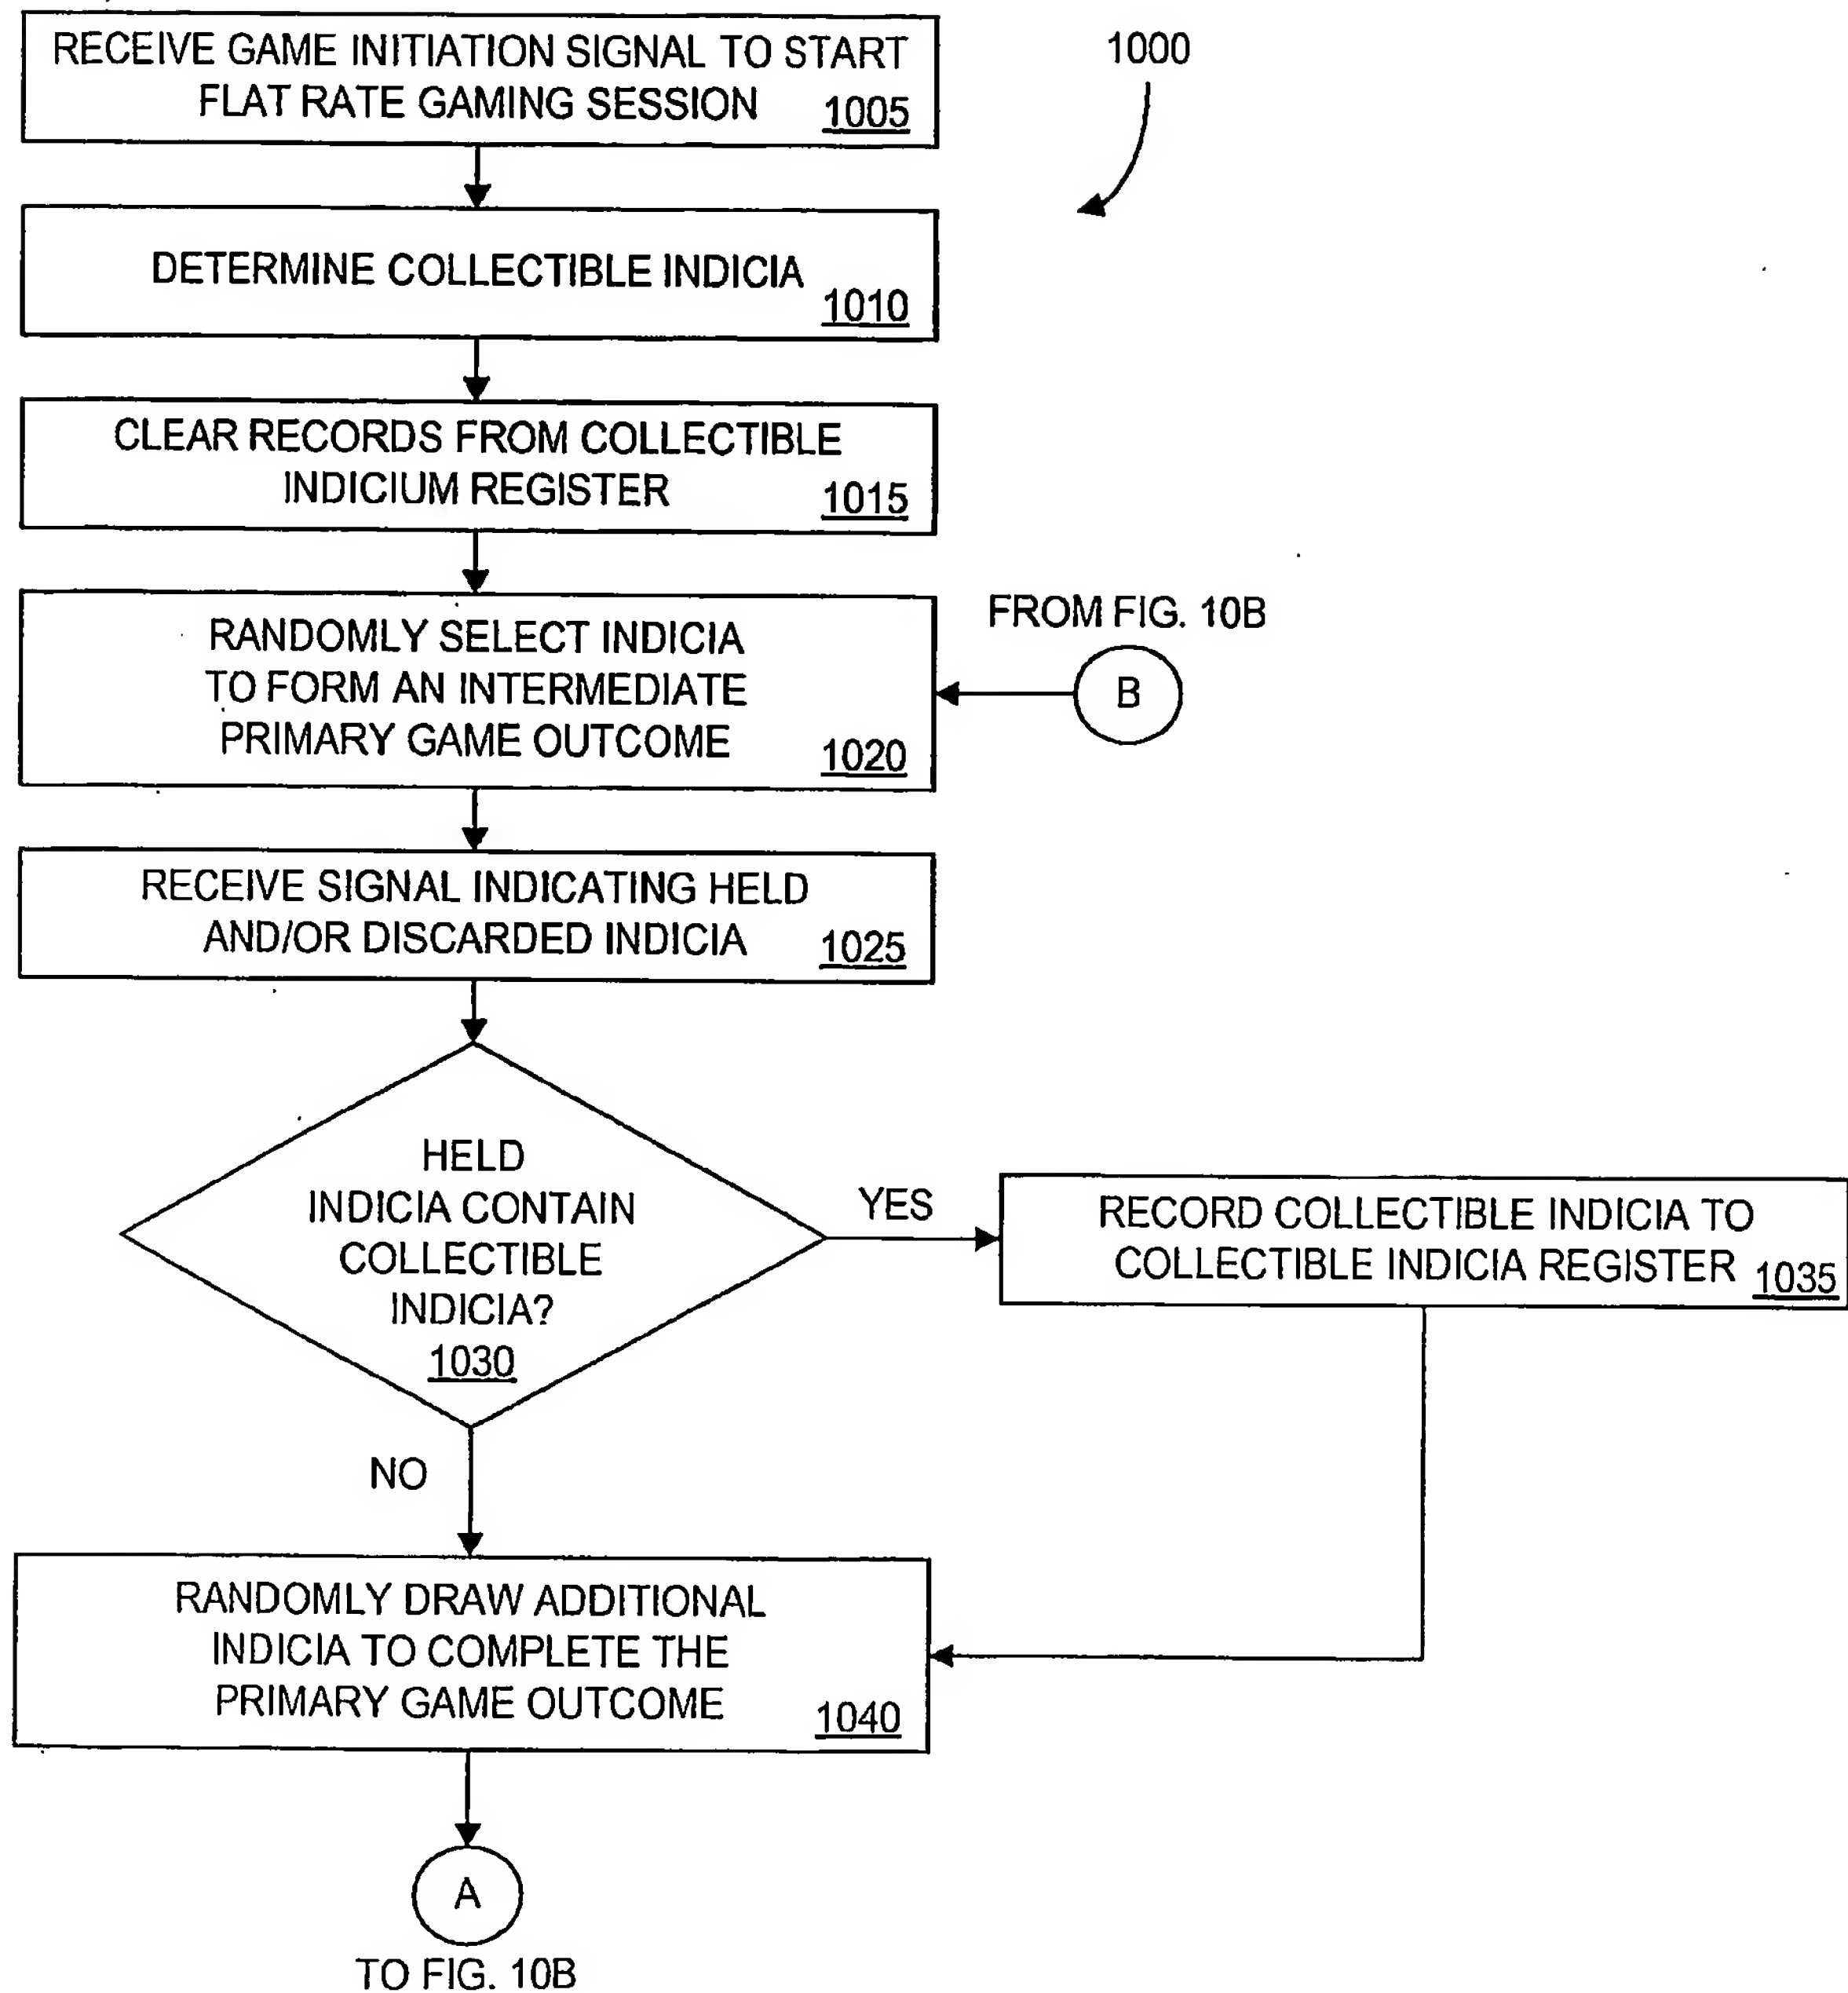 RECEIVE GAME INITIATION SIGNAL TO START
FLAT RATE GAMING SESSION
1005
1000
DETERMINE COLLECTIBLE INDICIA
1010
CLEAR RECORDS FROM COLLECTIBLE
INDICIUM REGISTER
1015
RANDOMLY SELECT INDICIA
TO FORM AN INTERMEDIATE
PRIMARY GAME OUTCOME
1020
FROM FIG. 10B
B
RECEIVE SIGNAL INDICATING HELD
AND/OR DISCARDED INDICIA
1025
HELD
INDICIA CONTAIN
COLLECTIBLE
INDICIA?
1030
YES
RECORD COLLECTIBLE INDICIA TO
COLLECTIBLE INDICIA REGISTER
1035
NO
RANDOMLY DRAW ADDITIONAL
INDICIA TO COMPLETE THE
PRIMARY GAME OUTCOME
1040
A
TO FIG. 10B